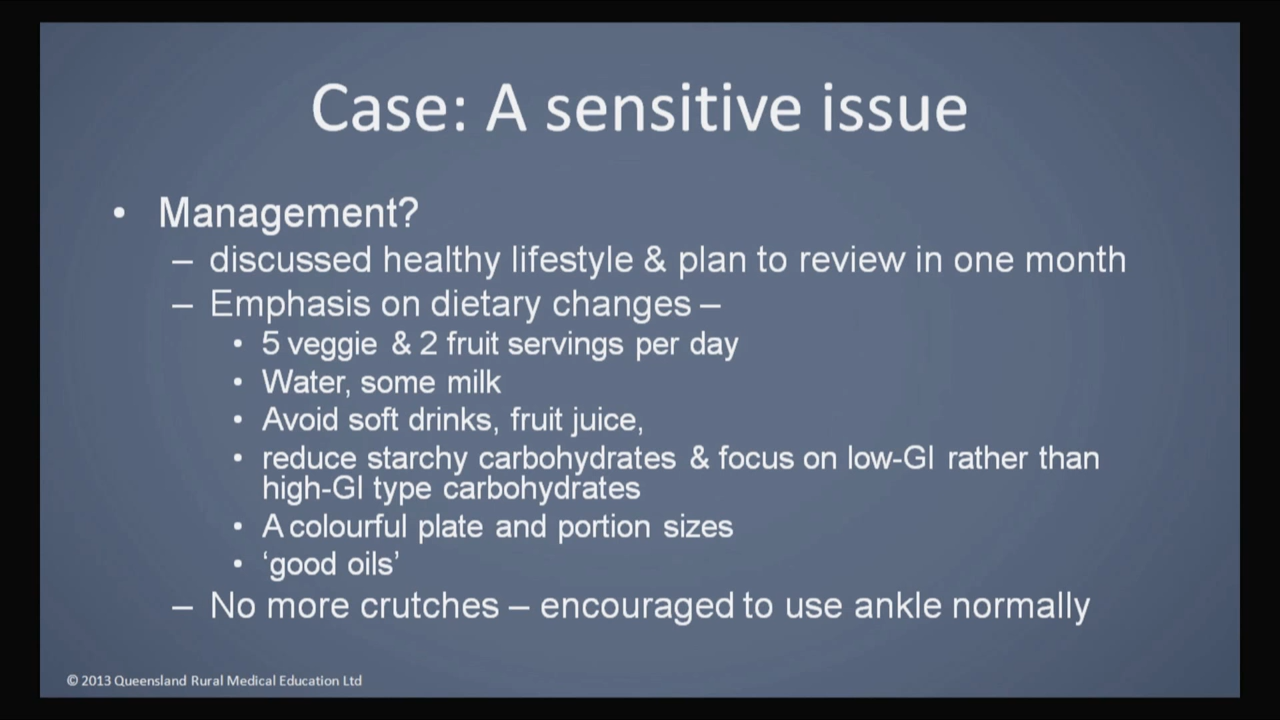 Case: A sensitive issue
• Management?
– discussed healthy lifestyle & plan to review in one month
– Emphasis on dietary changes –
• 5 veggie & 2 fruit servings per day
• Water, some milk
• Avoid soft drinks, fruit juice,
• reduce starchy carbohydrates & focus on low-GI rather than
high-GI type carbohydrates
• A colourful plate and portion sizes
• ‘good oils’
– No more crutches – encouraged to use ankle normally
© 2013 Queensland Rural Medical Education Ltd